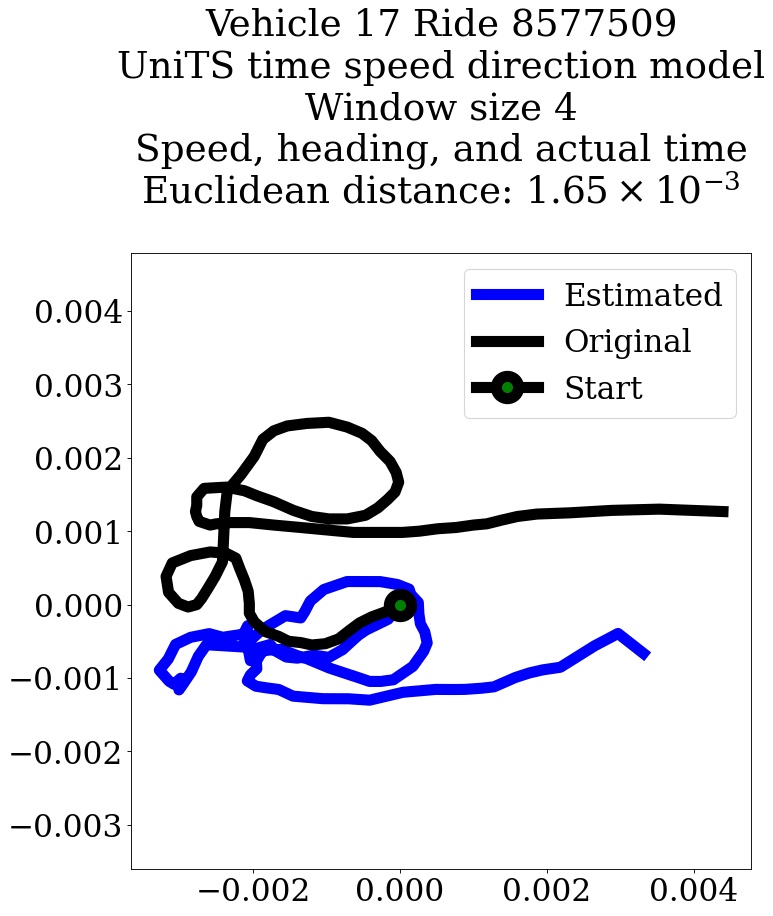 Vehicle 17 Ride 8577509
UniTS time speed direction model
Window size 4
Speed, heading, and actual time
Euclidean distance: 1.65 × 10⁻³
Estimated
Original
Start
0.004
0.003
0.002
0.001
0.000
−0.001
−0.002
−0.003
−0.002 0.000 0.002 0.004